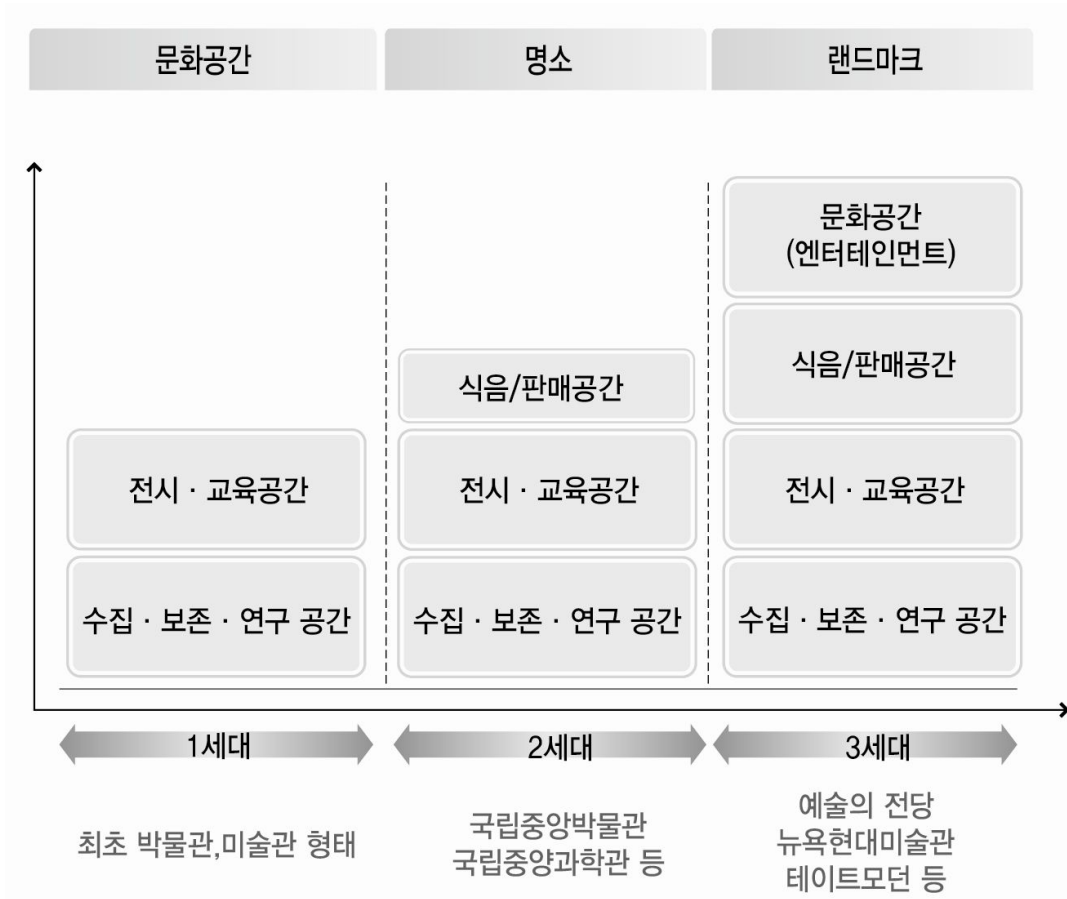 문화공간
명소
랜드마크
문화공간
(엔터테인먼트)
식음/판매공간
식음/판매공간
전시 · 교육공간
전시 · 교육공간
전시 · 교육공간
수집 · 보존 · 연구 공간
수집 · 보존 · 연구 공간
수집 · 보존 · 연구 공간
1세대
2세대
3세대
최초 박물관,미술관 형태
국립중앙박물관
국립중양과학관 등
예술의 전당
뉴욕현대미술관
테이트모던 등